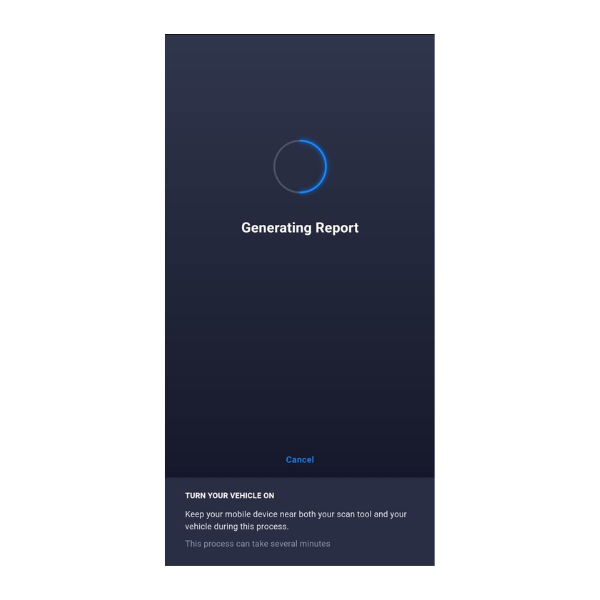 Generating Report
Cancel
TURN YOUR VEHICLE ON
Keep your mobile device near both your scan tool and your
vehicle during this process.
This process can take several minutes